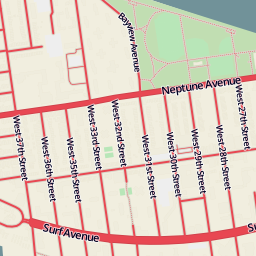 Bayview Avenue
Neptune Avenue
West 37th Street
West 36th Street
West 35th Street
West 33rd Street
West 32nd Street
West 31st Street
West 30th Street
West 29th Street
West 28th Street
West 27th Street
Surf Avenue
Su